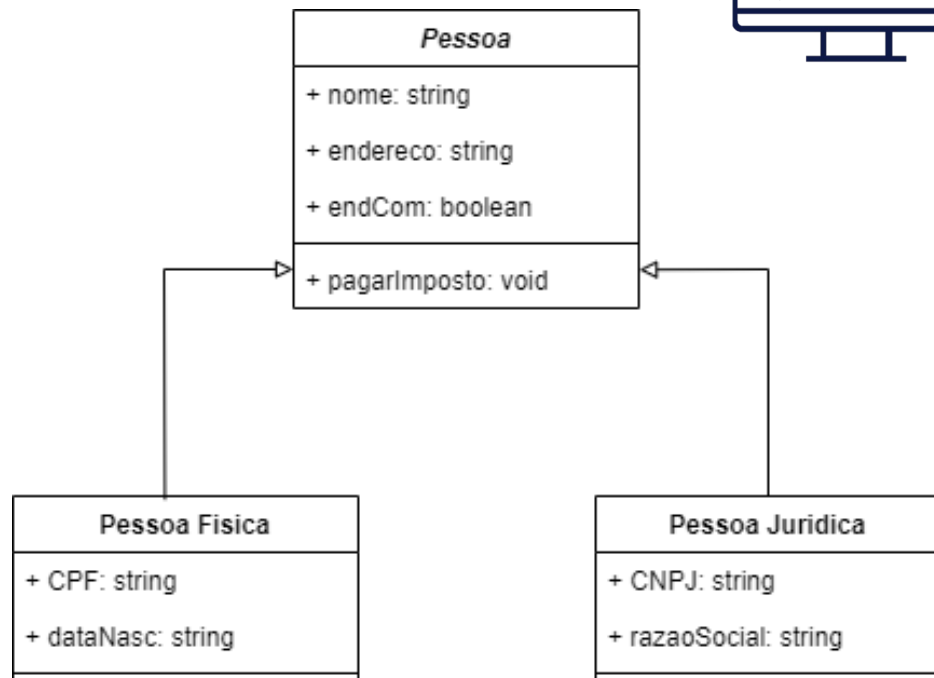 Pessoa
+ nome: string
+ endereco: string
+ endCom: boolean
+ pagarImposto: void
Pessoa Fisica
+ CPF: string
+ dataNasc: string
Pessoa Juridica
+ CNPJ: string
+ razaoSocial: string